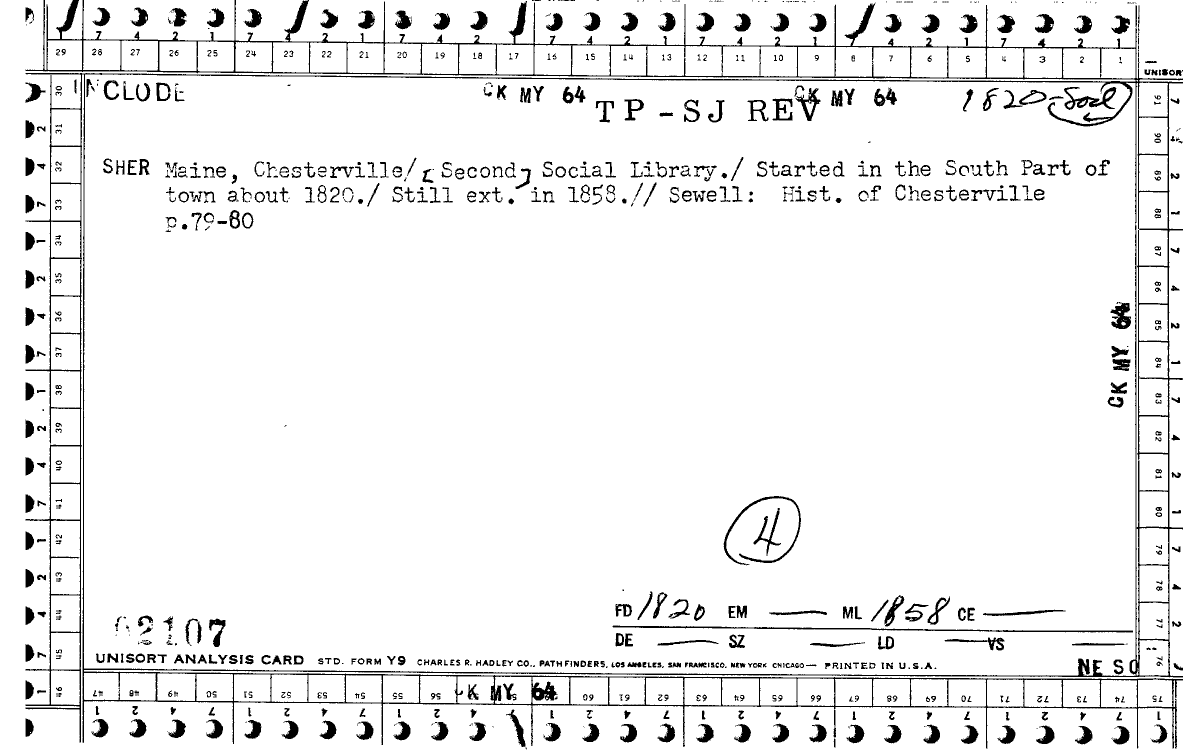 7 4 2 1 7 4 2 1 7 4 2 1 7 4 2 1 7 4 2 1 7 4 2 1 7 4 2 1
29 28 27 26 25 24 23 22 21 20 19 18 17 16 15 14 13 12 11 10 9 8 7 6 5 4 3 2 1
UNISORT
CLODE CK MY 64 TP-SJ REV CK MY 64 1820-Socl
SHER Maine, Chesterville/[Second] Social Library./ Started in the South Part of
town about 1820./ Still ext. in 1858.// Sewell: Hist. of Chesterville
p.79-80
CK MY 64
4
FD 1820 EM — ML 1858 CE —
DE — SZ — LD — VS —
62107
UNISORT ANALYSIS CARD STD. FORM Y9 CHARLES R. HADLEY CO., PATHFINDERS, LOS ANGELES, SAN FRANCISCO, NEW YORK CHICAGO — PRINTED IN U.S.A.
NE SO
30 31 32 33 34 35 36 37 38 39 40 41 42 43 44 45 46
91 90 89 88 87 86 85 84 83 82 81 80 79 78 77 76
47 48 49 50 51 52 53 54 55 56 CK MY 64 60 61 62 63 64 65 66 67 68 69 70 71 72 73 74 75